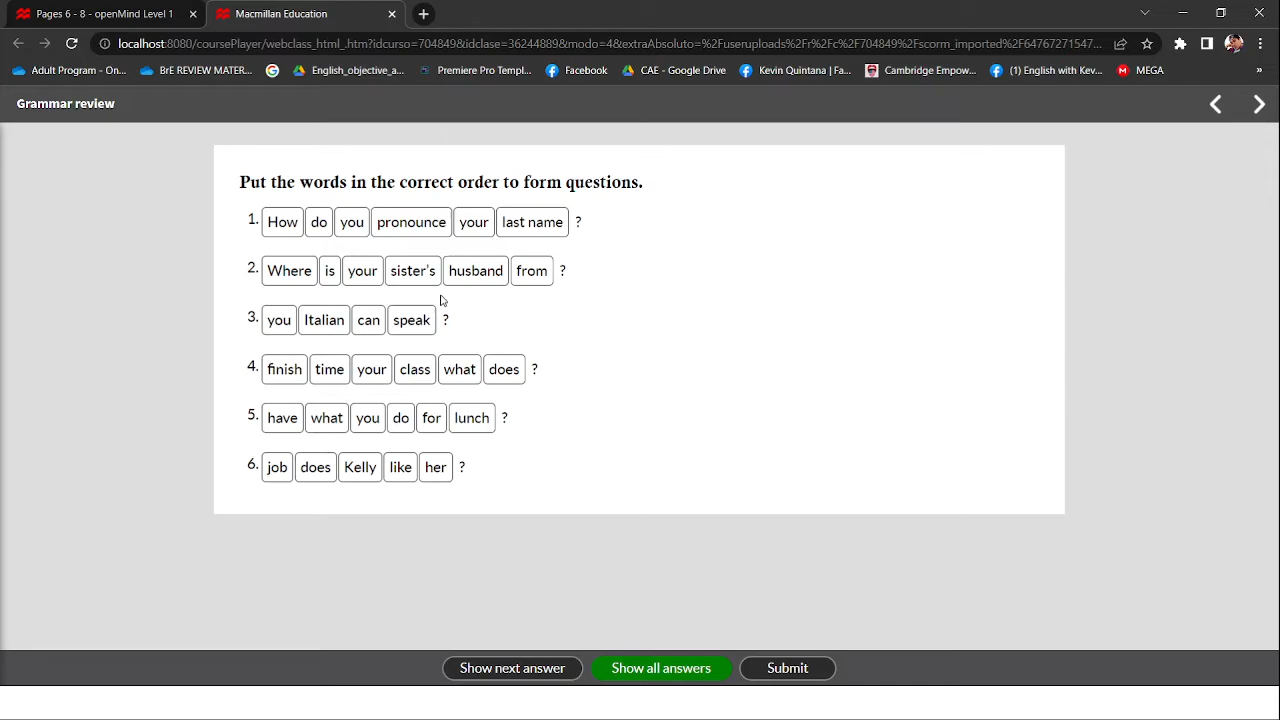 Pages 6 - 8 - openMind Level 1
Macmillan Education
localhost:8080/coursePlayer/webclass_html_.htm?idcurso=704849&idclase=36244889&modo=4&extraAbsoluto=%2Fuseruploads%2Fr%2Fc%2F704849%2Fscorm_imported%2F64767271547...
Adult Program - On... BrE REVIEW MATER... English_objective_a... Premiere Pro Templ... Facebook CAE - Google Drive Kevin Quintana | Fa... Cambridge Empow... (1) English with Kev... MEGA »
Grammar review
Put the words in the correct order to form questions.
1. How do you pronounce your last name ?
2. Where is your sister's husband from ?
3. you Italian can speak ?
4. finish time your class what does ?
5. have what you do for lunch ?
6. job does Kelly like her ?
Show next answer Show all answers Submit